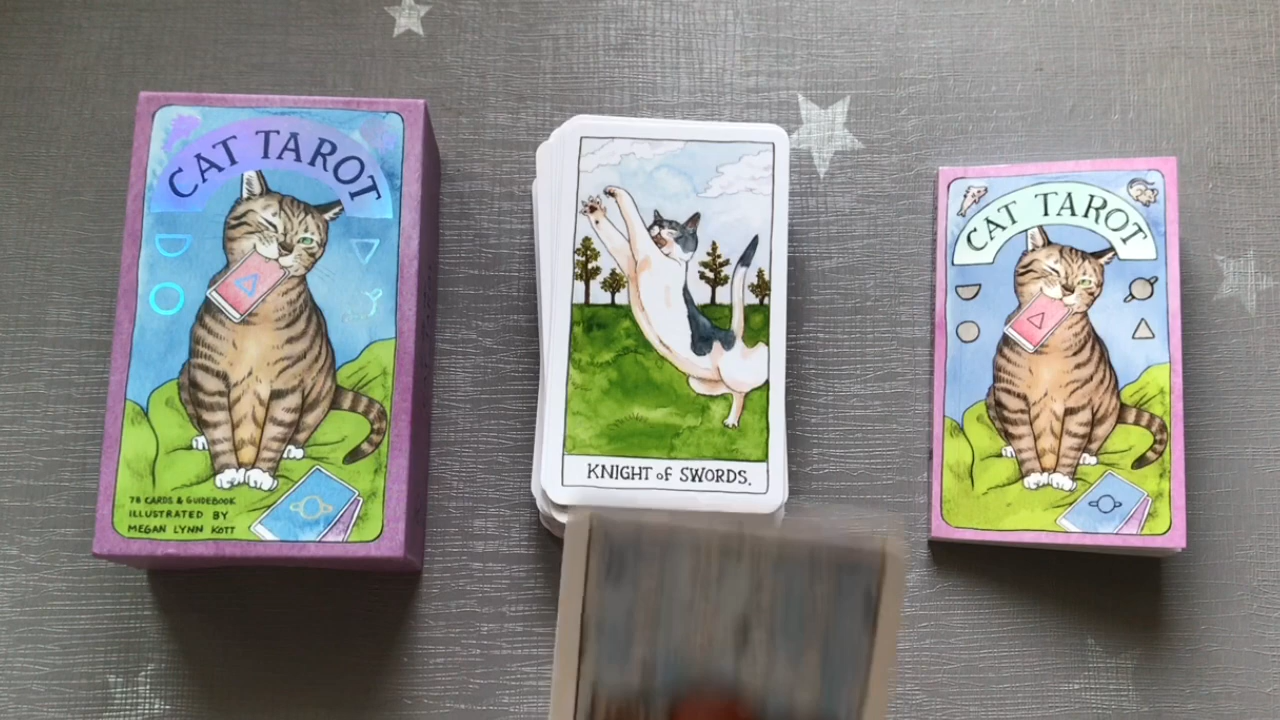 CAT TAROT
78 CARDS & GUIDEBOOK
ILLUSTRATED BY
MEGAN LYNN KOTT
KNIGHT of SWORDS.
CAT TAROT